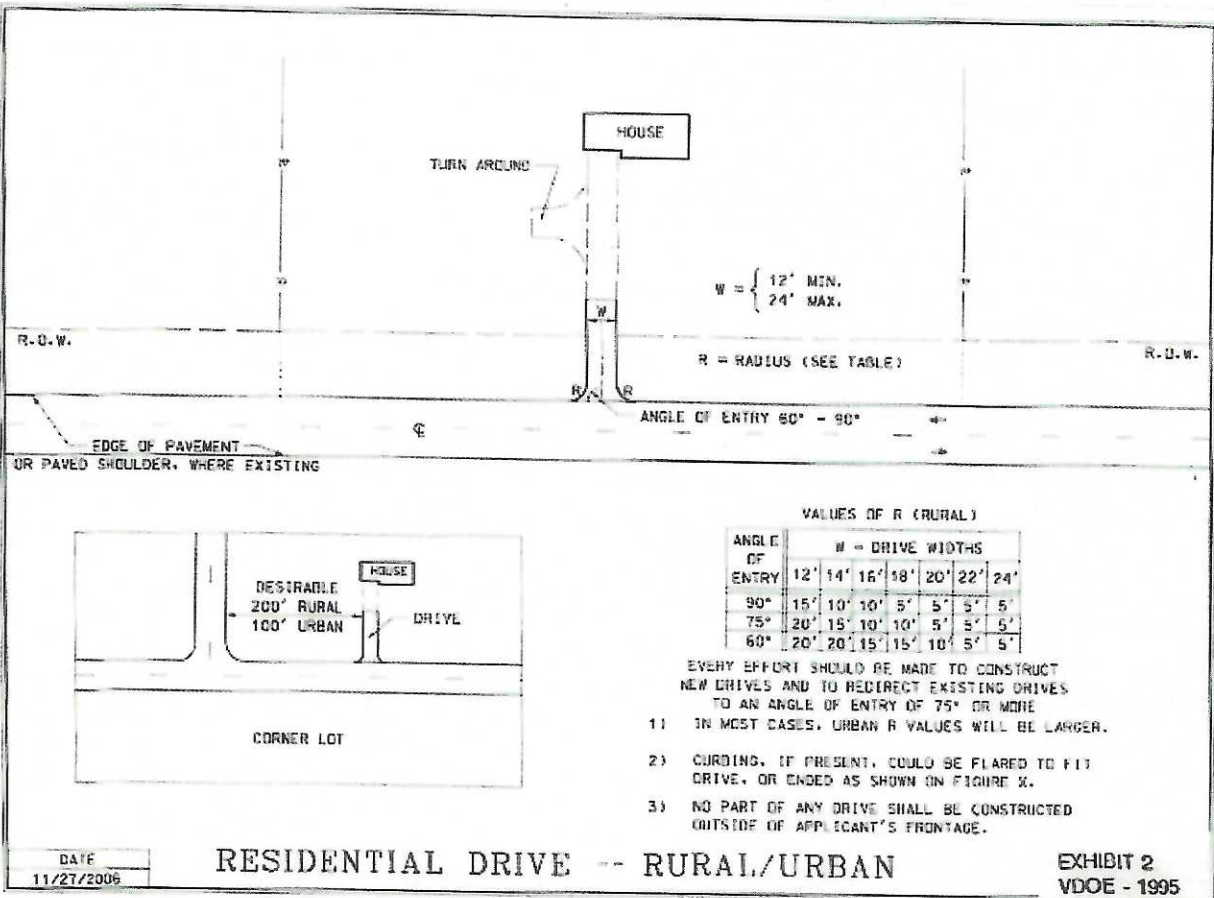 HOUSE
TURN AROUND
W = { 12' MIN.
24' MAX.
R.O.W.
R = RADIUS (SEE TABLE)
R.O.W.
W
R
R
ANGLE OF ENTRY 60° - 90°
EDGE OF PAVEMENT
OR PAVED SHOULDER, WHERE EXISTING
DESIRABLE
200' RURAL
100' URBAN
HOUSE
DRIVE
CORNER LOT
VALUES OF R (RURAL)
ANGLE OF ENTRY
W = DRIVE WIDTHS
12' 14' 16' 18' 20' 22' 24'
90° 15' 10' 10' 5' 5' 5' 5'
75° 20' 15' 10' 10' 5' 5' 5'
60° 20' 20' 15' 15' 10' 5' 5'
EVERY EFFORT SHOULD BE MADE TO CONSTRUCT
NEW DRIVES AND TO REDIRECT EXISTING DRIVES
TO AN ANGLE OF ENTRY OF 75° OR MORE
1) IN MOST CASES, URBAN R VALUES WILL BE LARGER.
2) CURBING, IF PRESENT, COULD BE FLARED TO FIT
DRIVE, OR ENDED AS SHOWN ON FIGURE X.
3) NO PART OF ANY DRIVE SHALL BE CONSTRUCTED
OUTSIDE OF APPLICANT'S FRONTAGE.
DATE
11/27/2006
RESIDENTIAL DRIVE -- RURAL/URBAN
EXHIBIT 2
VDOE - 1995